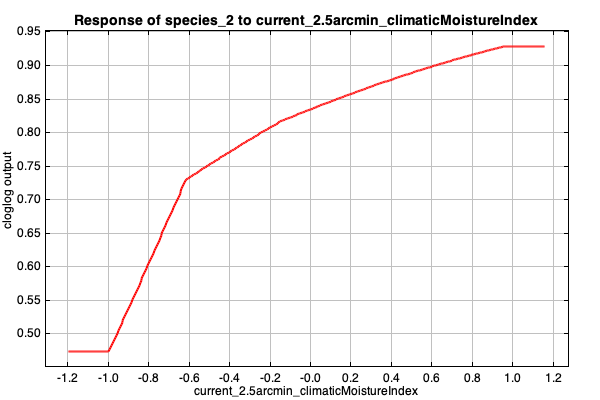 Response of species_2 to current_2.5arcmin_climaticMoistureIndex
0.95
0.90
0.85
0.80
0.75
0.70
0.65
0.60
0.55
0.50
cloglog output
-1.2 -1.0 -0.8 -0.6 -0.4 -0.2 -0.0 0.2 0.4 0.6 0.8 1.0 1.2
current_2.5arcmin_climaticMoistureIndex